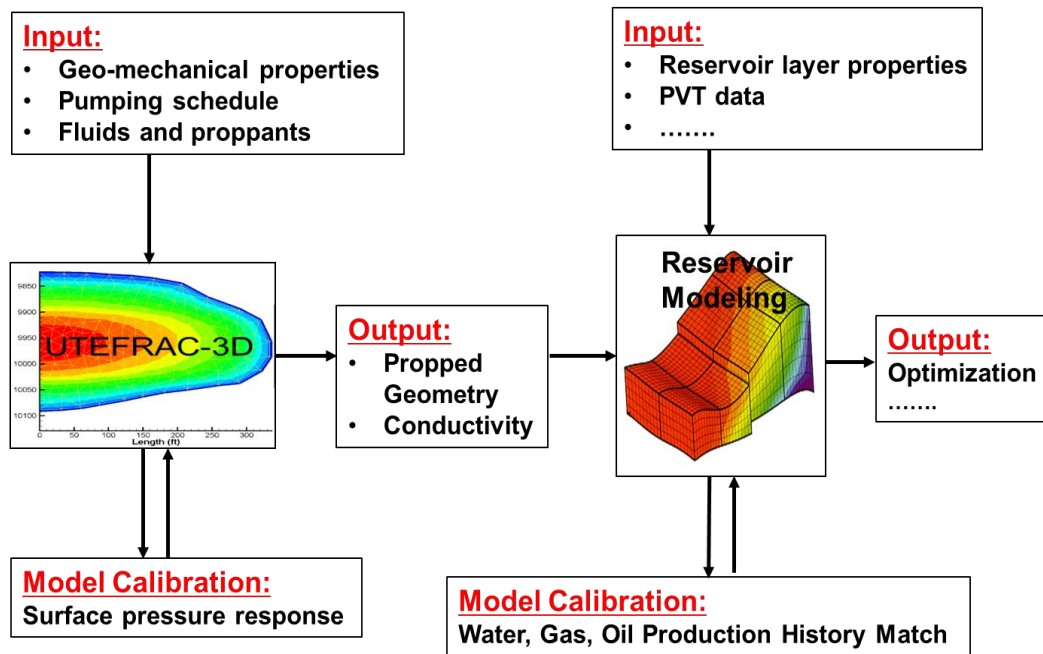 Input:
• Geo-mechanical properties
• Pumping schedule
• Fluids and proppants
Input:
• Reservoir layer properties
• PVT data
• …….
9850
9900
9950
10000
10050
10100
0 50 100 150 200 250 300
Length (ft)
UTEFRAC-3D
Output:
• Propped
Geometry
• Conductivity
Reservoir
Modeling
Output:
Optimization
…….
Model Calibration:
Surface pressure response
Model Calibration:
Water, Gas, Oil Production History Match